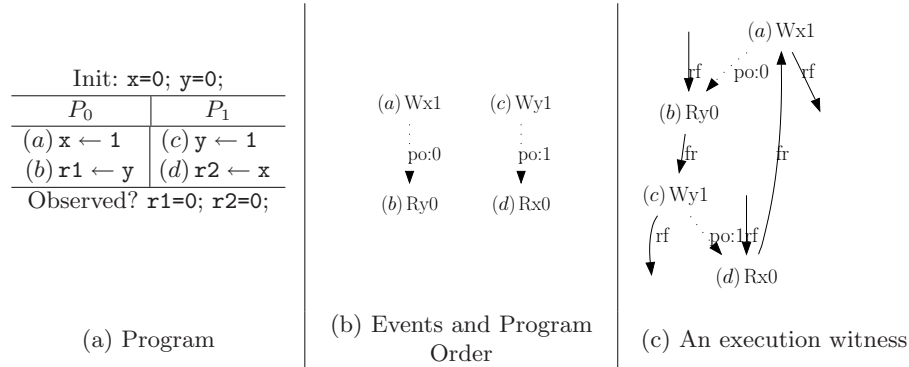 Init: x=0; y=0;
P0 P1
(a) x ← 1 (c) y ← 1
(b) r1 ← y (d) r2 ← x
Observed? r1=0; r2=0;
(a) Program
(a) Wx1 (c) Wy1
po:0 po:1
(b) Ry0 (d) Rx0
(b) Events and Program
Order
(a) Wx1
rf po:0 rf
(b) Ry0
fr fr
(c) Wy1
rf po:1 rf
(d) Rx0
(c) An execution witness